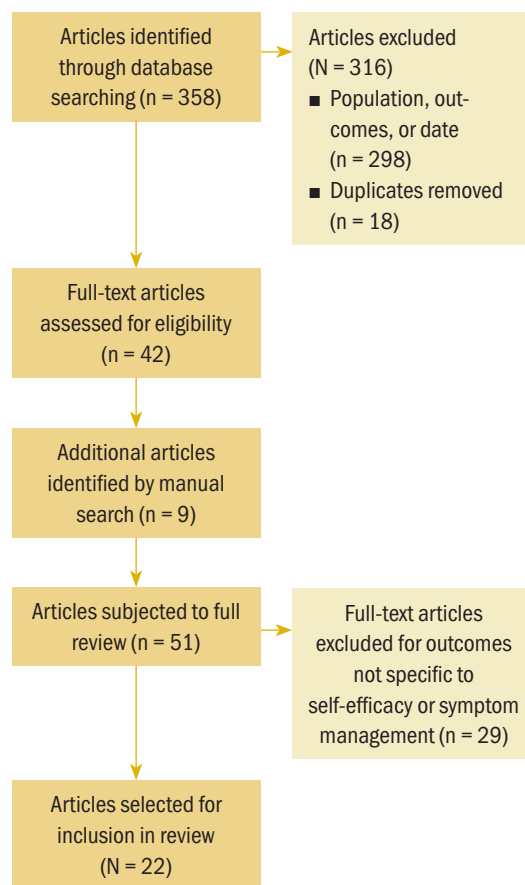 Articles identified
through database
searching (n = 358)
Articles excluded
(N = 316)
■ Population, out-
comes, or date
(n = 298)
■ Duplicates removed
(n = 18)
Full-text articles
assessed for eligibility
(n = 42)
Additional articles
identified by manual
search (n = 9)
Articles subjected to full
review (n = 51)
Full-text articles
excluded for outcomes
not specific to
self-efficacy or symptom
management (n = 29)
Articles selected for
inclusion in review
(N = 22)